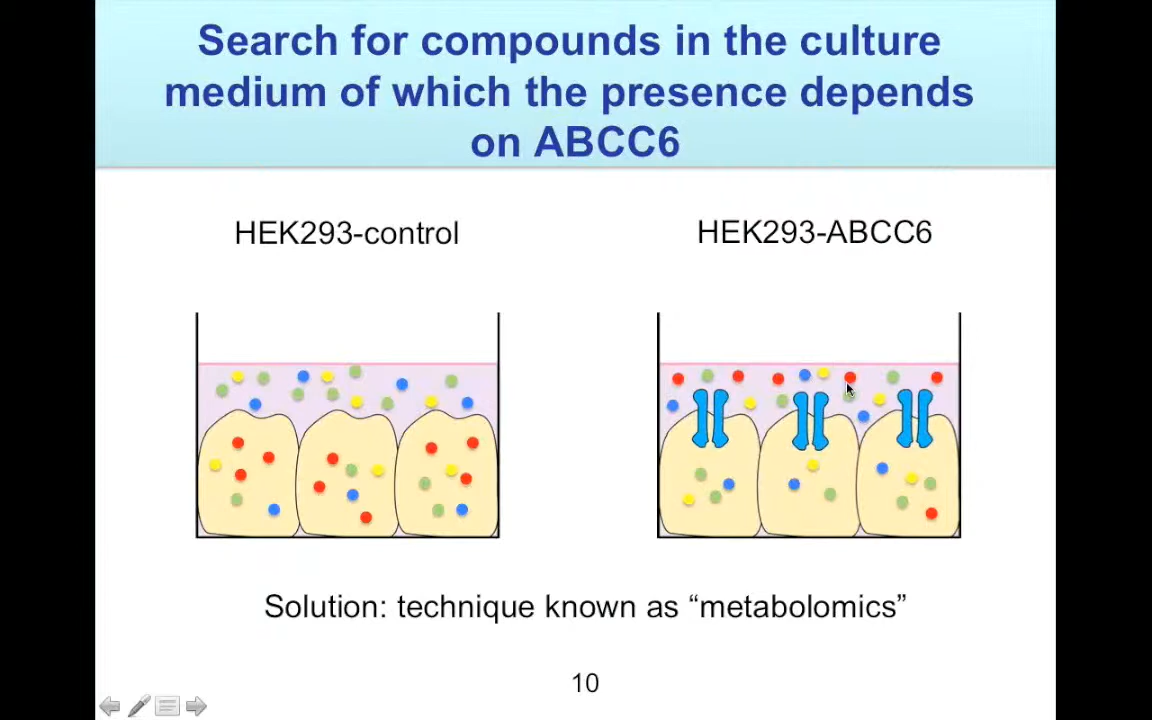 Search for compounds in the culture
medium of which the presence depends
on ABCC6
HEK293-control
HEK293-ABCC6
Solution: technique known as “metabolomics”
10